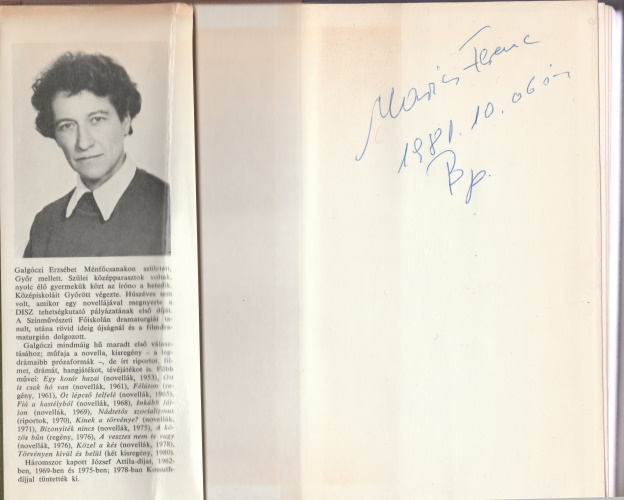 Galgóczi Erzsébet Ménfőcsanakon született,
Győr mellett. Szülei középparasztok voltak,
nyolc élő gyermekük közt az írónő a hetedik.
Középiskoláit Győrött végezte. Húszéves sem
volt, amikor egy novellájával megnyerte a
DISZ tehetségkutató pályázatának első díját.
A Színművészeti Főiskolán dramaturgiát ta-
nult, utána rövid ideig újságnál és a filmdra-
maturgián dolgozott.
Galgóczi mindmáig hű maradt első válasz-
tásához; műfaja a novella, kisregény – a leg-
drámaibb prózaformák –, de írt riportot, fil-
met, drámát, hangjátékot, tévéjátékot is. Főbb
művei: Egy kosár hazai (novellák, 1953), Ott
is csak hó van (novellák, 1961), Félúton (re-
gény, 1961), Öt lépcső felfelé (novellák, 1965),
Fiú a kastélyból (novellák, 1968), Inkább fáj-
jon (novellák, 1969), Nádtetős szocializmus
(riportok, 1970), Kinek a törvénye? (novellák,
1971), Bizonyíték nincs (novellák, 1975), A kö-
zös bűn (regény, 1976), A vesztes nem te vagy
(novellák, 1976), Közel a kés (novellák, 1978),
Törvényen kívül és belül (két kisregény, 1980).
Háromszor kapott József Attila-díjat, 1962-
ben, 1969-ben és 1975-ben; 1978-ban Kossuth-
díjjal tüntették ki.
Ferenc
1981.10.06án
Bp.